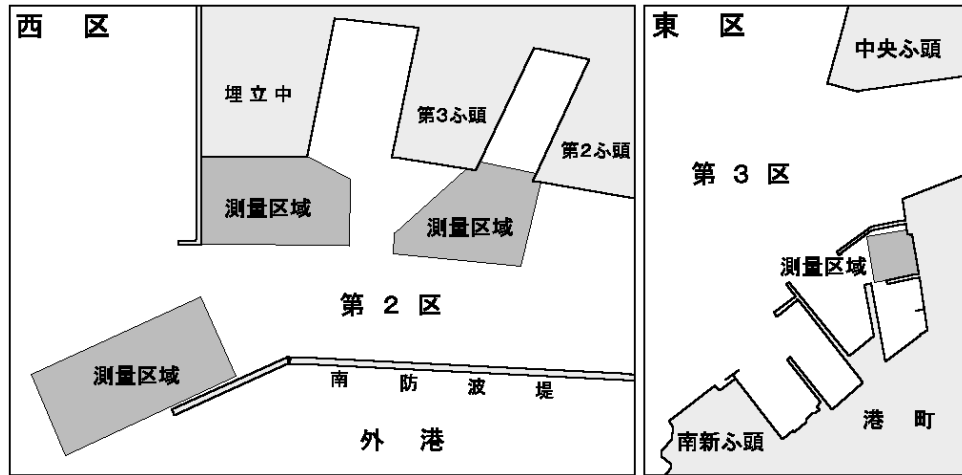 西 区
埋立中
第3ふ頭
第2ふ頭
測量区域
測量区域
第 2 区
測量区域
南 防 波 堤
外 港
東 区
中央ふ頭
第 3 区
測量区域
港 町
南新ふ頭